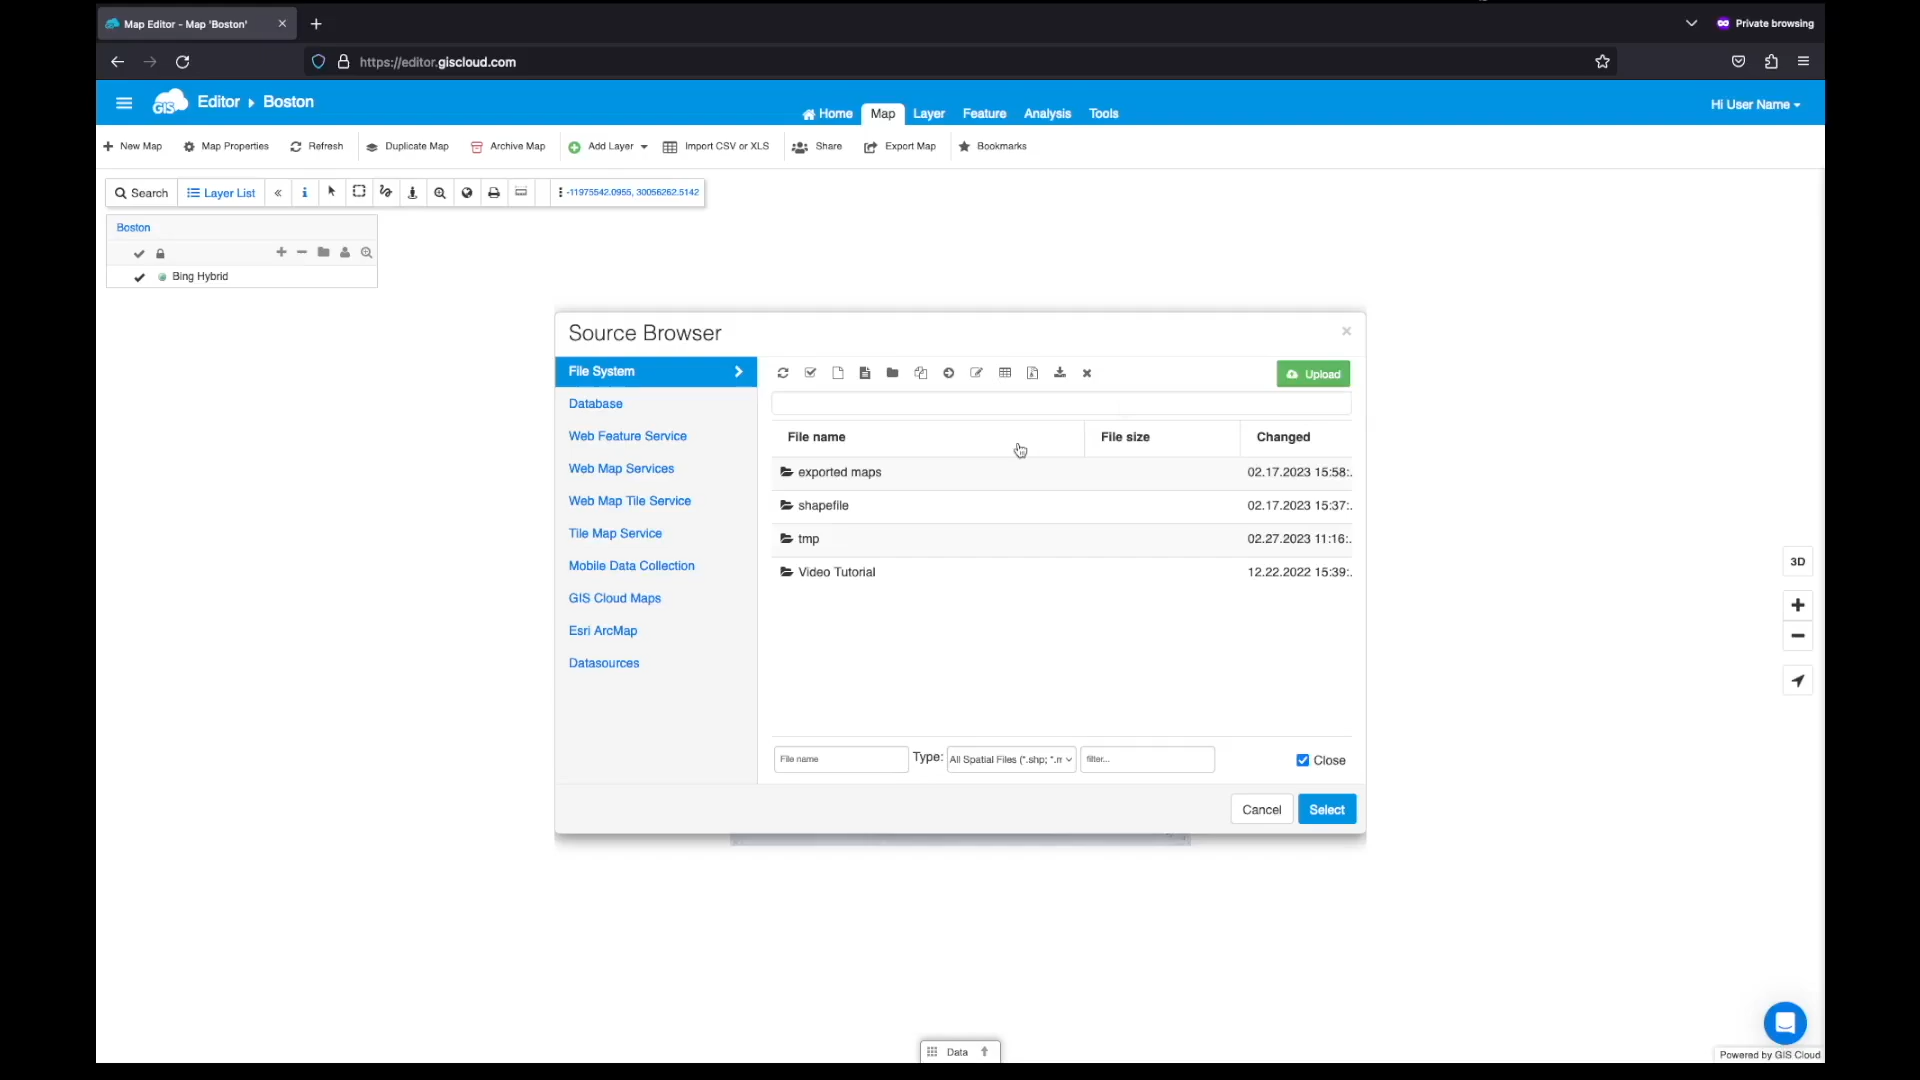 Map Editor - Map 'Boston'
Private browsing
https://editor.giscloud.com
GIS Editor Boston
Home Map Layer Feature Analysis Tools
Hi User Name
New Map Map Properties Refresh Duplicate Map Archive Map Add Layer Import CSV or XLS Share Export Map Bookmarks
Search Layer List -11975542.0955, 30056262.5142
Boston
Bing Hybrid
Source Browser
File System
Database
Web Feature Service
Web Map Services
Web Map Tile Service
Tile Map Service
Mobile Data Collection
GIS Cloud Maps
Esri ArcMap
Datasources
Upload
File name File size Changed
exported maps 02.17.2023 15:58:.
shapefile 02.17.2023 15:37:.
tmp 02.27.2023 11:16:.
Video Tutorial 12.22.2022 15:39:.
File name Type: All Spatial Files (*.shp; *.m filter... Close
Cancel Select
3D
Data
Powered by GIS Cloud